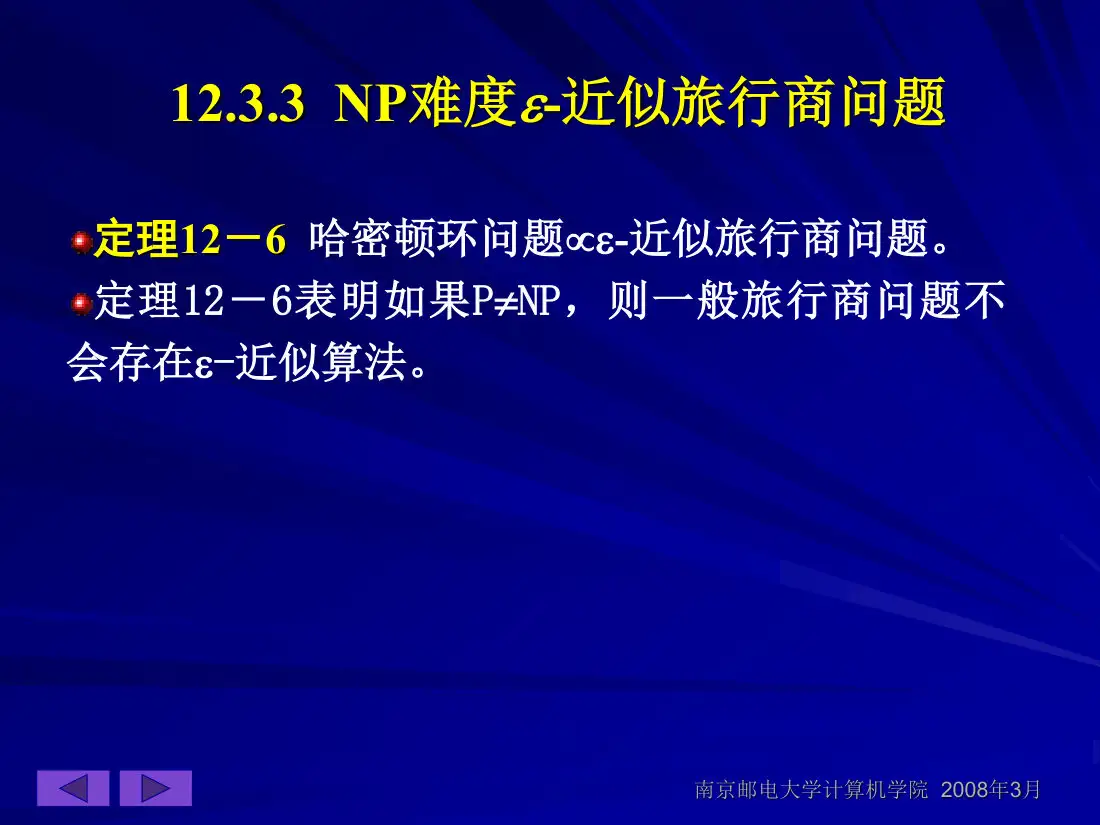 12.3.3 NP难度ε-近似旅行商问题
定理12－6 哈密顿环问题∝ε-近似旅行商问题。
定理12－6表明如果P≠NP，则一般旅行商问题不
会存在ε-近似算法。
南京邮电大学计算机学院 2008年3月